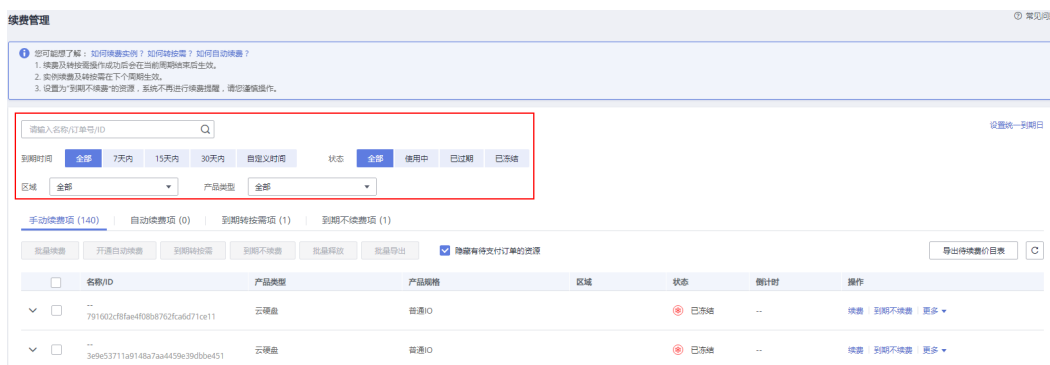 续费管理
常见问
您可能想了解：如何续费实例？如何转按需？如何自动续费？
1. 续费及转按需操作成功后会在当前周期结束后生效。
2. 实例续费及转按需在下个周期生效。
3. 设置为"到期不续费"的资源，系统不再进行续费提醒，请您谨慎操作。
请输入名称/订单号/ID
设置统一到期日
到期时间 全部 7天内 15天内 30天内 自定义时间 状态 全部 使用中 已过期 已冻结
区域 全部 产品类型 全部
手动续费项 (140) 自动续费项 (0) 到期转按需项 (1) 到期不续费项 (1)
批量续费 开通自动续费 到期转按需 到期不续费 批量释放 批量导出 隐藏有待支付订单的资源 导出待续费价目表
名称/ID 产品类型 产品规格 区域 状态 倒计时 操作
--
791602cf8fae4f08b8762fca6d71ce11 云硬盘 普通IO 已冻结 -- 续费 到期不续费 更多
--
3e9e53711a9148a7aa4459e39dbbe451 云硬盘 普通IO 已冻结 -- 续费 到期不续费 更多